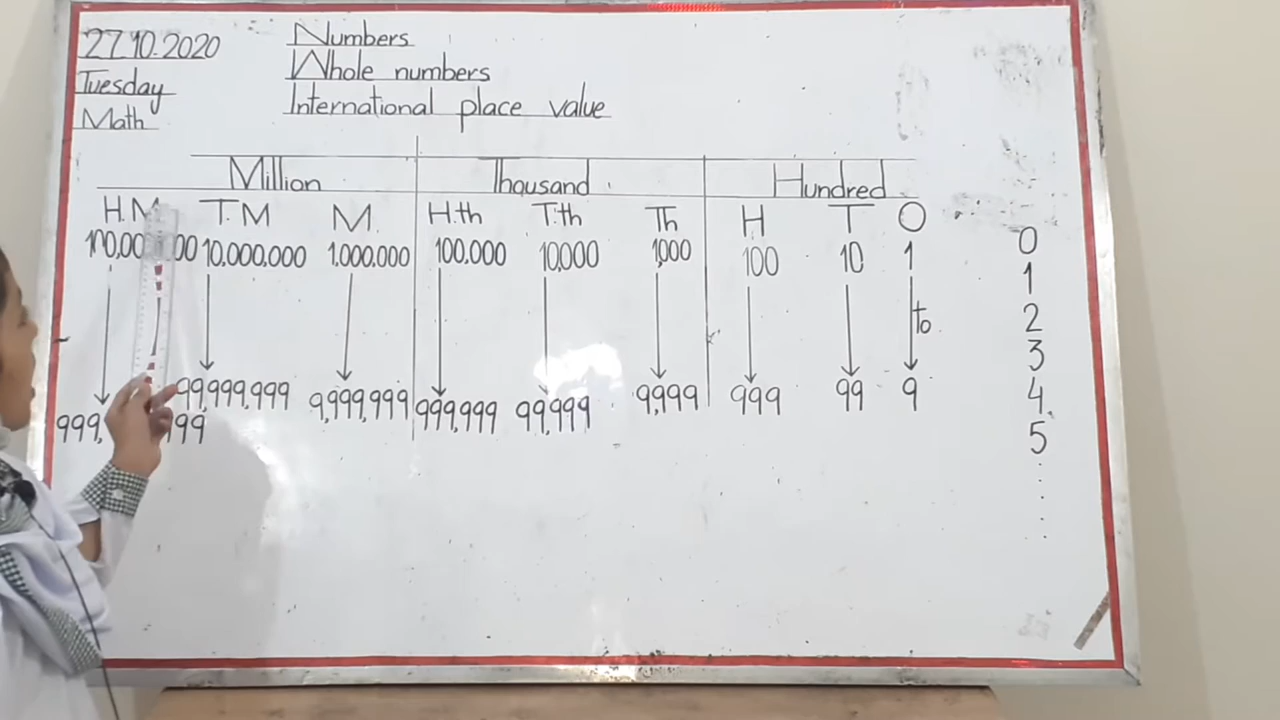 27.10.2020
Tuesday
Math
Numbers
Whole numbers
International place value
Million Thousand Hundred
H.M T.M M. H.th T.th Th H T O
10.000.000 1.000.000 100.000 10,000 1,000 100 10 1
to
99,999,999 9,999,999 999,999 99,999 9,999 999 99 9
0
1
2
3
4
5